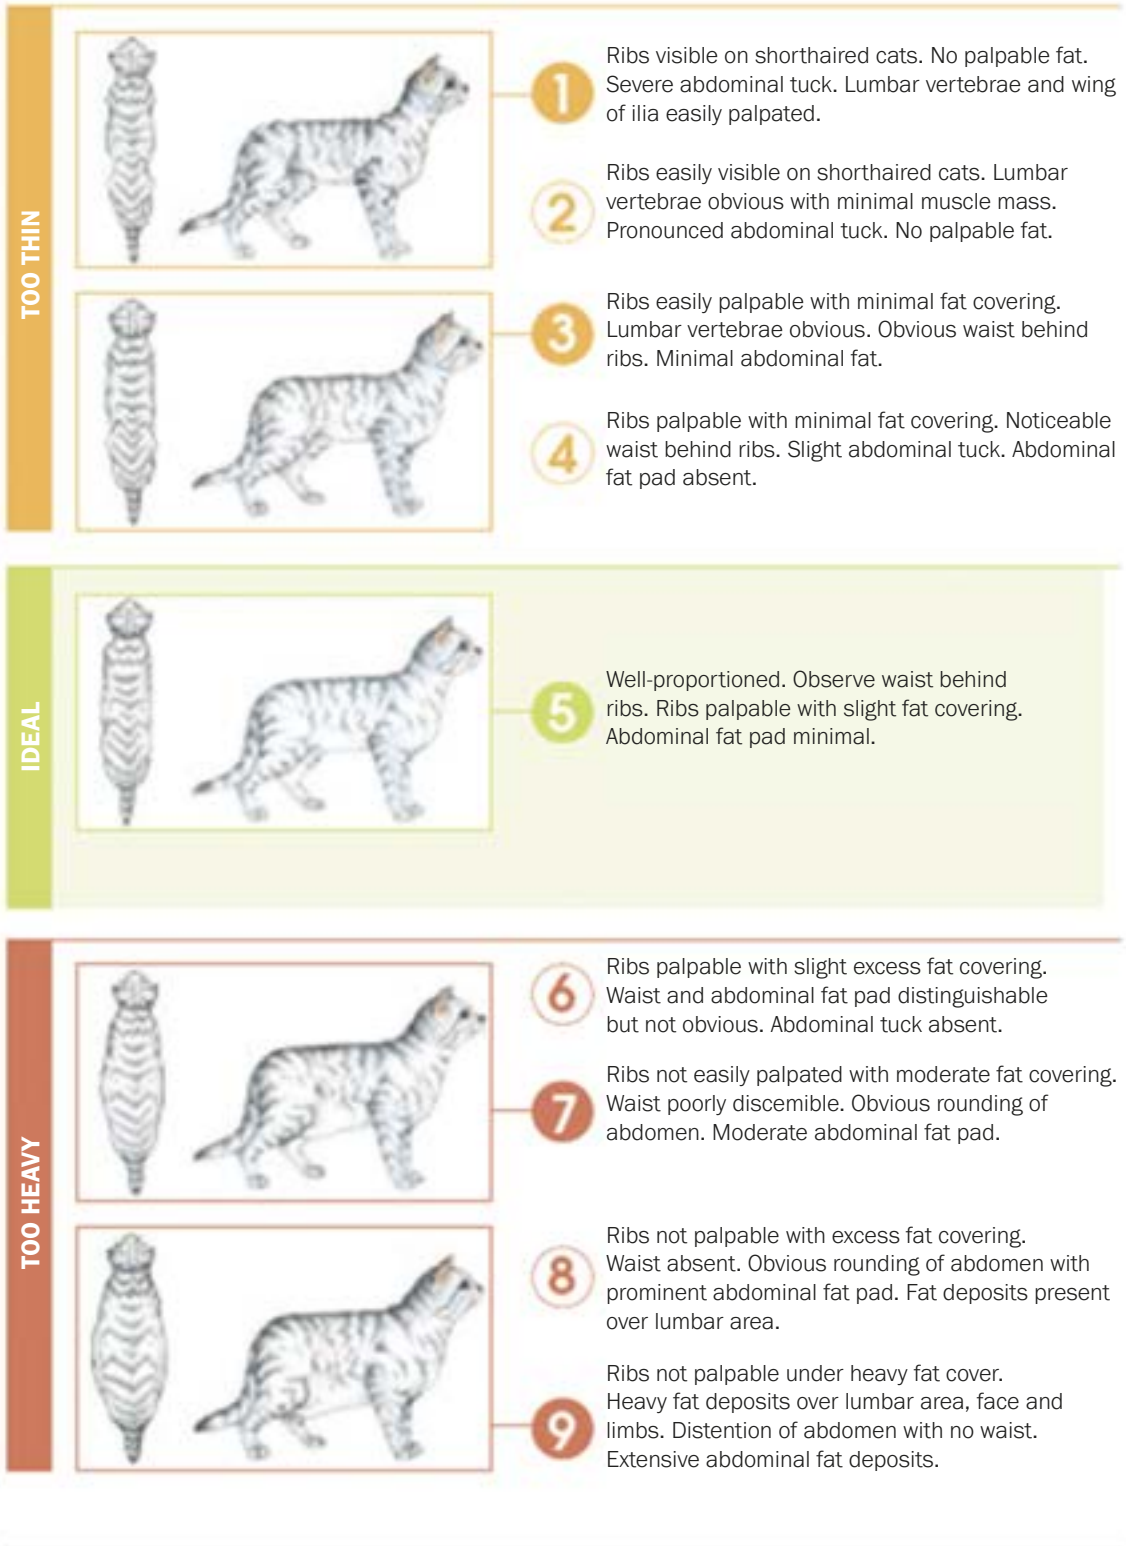 TOO THIN
1
Ribs visible on shorthaired cats. No palpable fat.
Severe abdominal tuck. Lumbar vertebrae and wing
of ilia easily palpated.
2
Ribs easily visible on shorthaired cats. Lumbar
vertebrae obvious with minimal muscle mass.
Pronounced abdominal tuck. No palpable fat.
3
Ribs easily palpable with minimal fat covering.
Lumbar vertebrae obvious. Obvious waist behind
ribs. Minimal abdominal fat.
4
Ribs palpable with minimal fat covering. Noticeable
waist behind ribs. Slight abdominal tuck. Abdominal
fat pad absent.
IDEAL
5
Well-proportioned. Observe waist behind
ribs. Ribs palpable with slight fat covering.
Abdominal fat pad minimal.
TOO HEAVY
6
Ribs palpable with slight excess fat covering.
Waist and abdominal fat pad distinguishable
but not obvious. Abdominal tuck absent.
7
Ribs not easily palpated with moderate fat covering.
Waist poorly discemible. Obvious rounding of
abdomen. Moderate abdominal fat pad.
8
Ribs not palpable with excess fat covering.
Waist absent. Obvious rounding of abdomen with
prominent abdominal fat pad. Fat deposits present
over lumbar area.
9
Ribs not palpable under heavy fat cover.
Heavy fat deposits over lumbar area, face and
limbs. Distention of abdomen with no waist.
Extensive abdominal fat deposits.